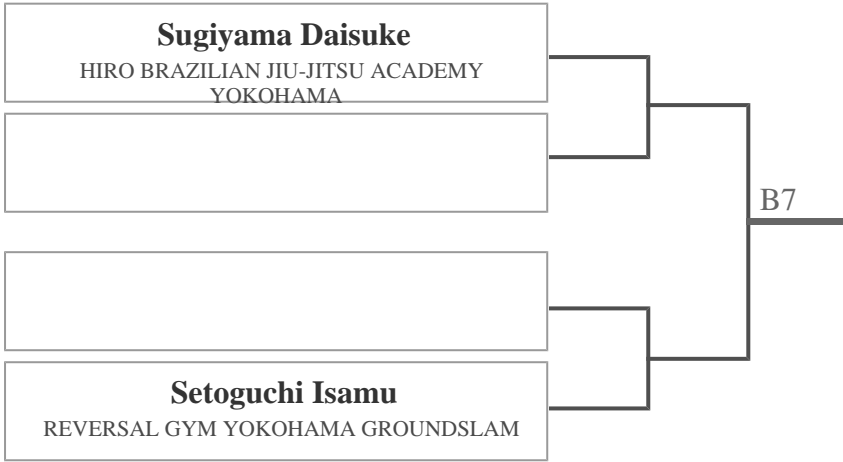 Sugiyama Daisuke
HIRO BRAZILIAN JIU-JITSU ACADEMY
YOKOHAMA
B7
Setoguchi Isamu
REVERSAL GYM YOKOHAMA GROUNDSLAM